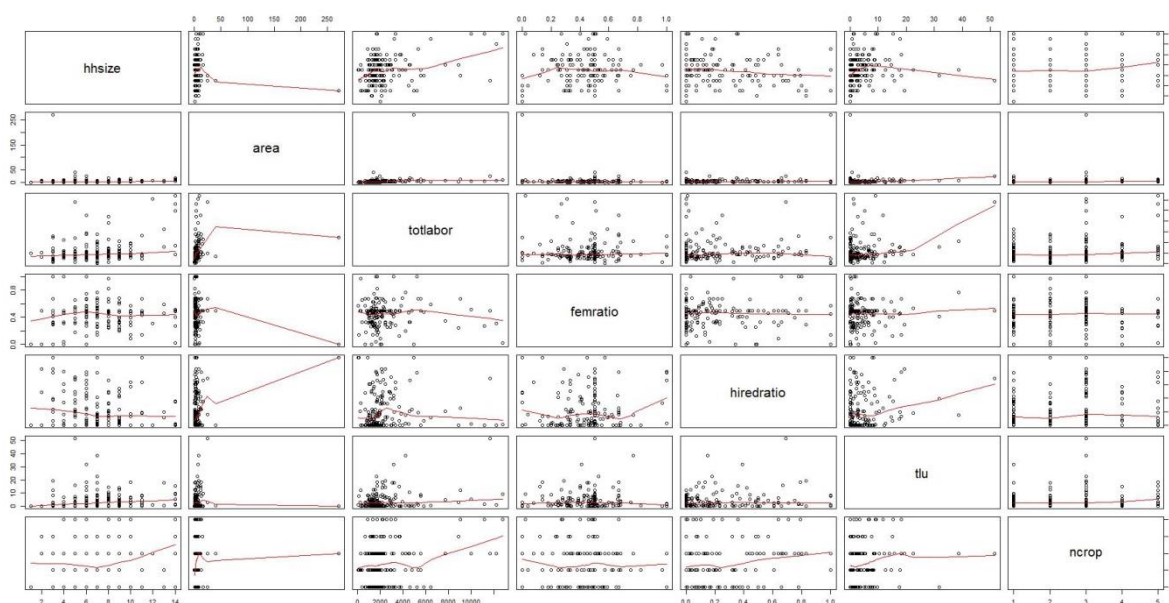 0 50 100 150 200 250
0.0 0.2 0.4 0.6 0.8 1.0
0 10 20 30 40 50
hhsize
0 50 150 250
area
totlabor
0.0 0.4 0.8
femratio
hiredratio
0 10 20 30 40 50
tlu
ncrop
2 4 6 8 10 12 14
0 2000 4000 6000 10000
0.0 0.2 0.4 0.6 0.8 1.0
1 2 3 4 5